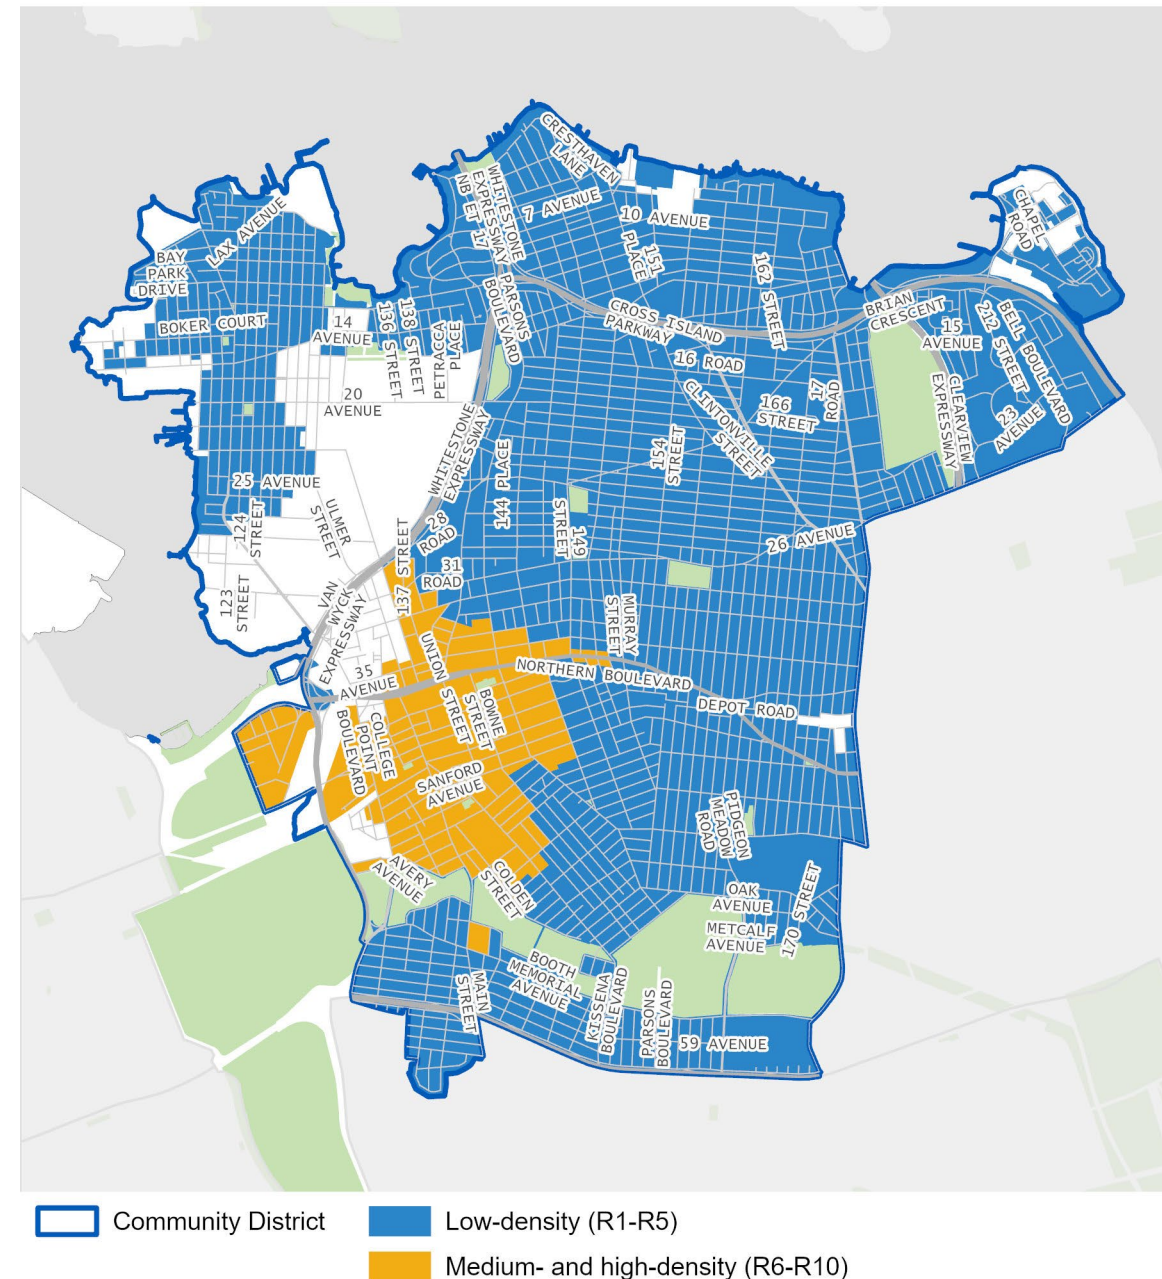 CRESTHAVEN
LANE
WHITESTONE
EXPRESSWAY
NB ET 17
7 AVENUE
10 AVENUE
151
PLACE
162 STREET
CHAPEL
ROAD
LAX AVENUE
BAY
PARK
DRIVE
BOKER COURT
14
AVENUE
136 STREET
138 STREET
PETRACCA
PLACE
PARSONS
BOULEVARD
CROSS ISLAND
PARKWAY
16 ROAD
BRIAN
CRESCENT
15
AVENUE
212 STREET
BELL BOULEVARD
20
AVENUE
WHITESTONE
EXPRESSWAY
144 PLACE
154
STREET
CLINTONVILLE
STREET
166
STREET
17
ROAD
CLEARVIEW
EXPRESSWAY
23
AVENUE
25 AVENUE
124
STREET
ULMER
STREET
137 STREET
28
ROAD
31
ROAD
149
STREET
26 AVENUE
123
STREET
VAN
WYCK
EXPRESSWAY
35
AVENUE
UNION
STREET
BOWNE
STREET
MURRAY
STREET
NORTHERN BOULEVARD
DEPOT ROAD
COLLEGE
POINT
BOULEVARD
SANFORD
AVENUE
PIDGEON
MEADOW
ROAD
AVERY
AVENUE
COLDEN
STREET
OAK
AVENUE
METCALF
AVENUE
170 STREET
MAIN
STREET
BOOTH
MEMORIAL
AVENUE
KISSENA
BOULEVARD
PARSONS
BOULEVARD
59 AVENUE
Community District
Low-density (R1-R5)
Medium- and high-density (R6-R10)